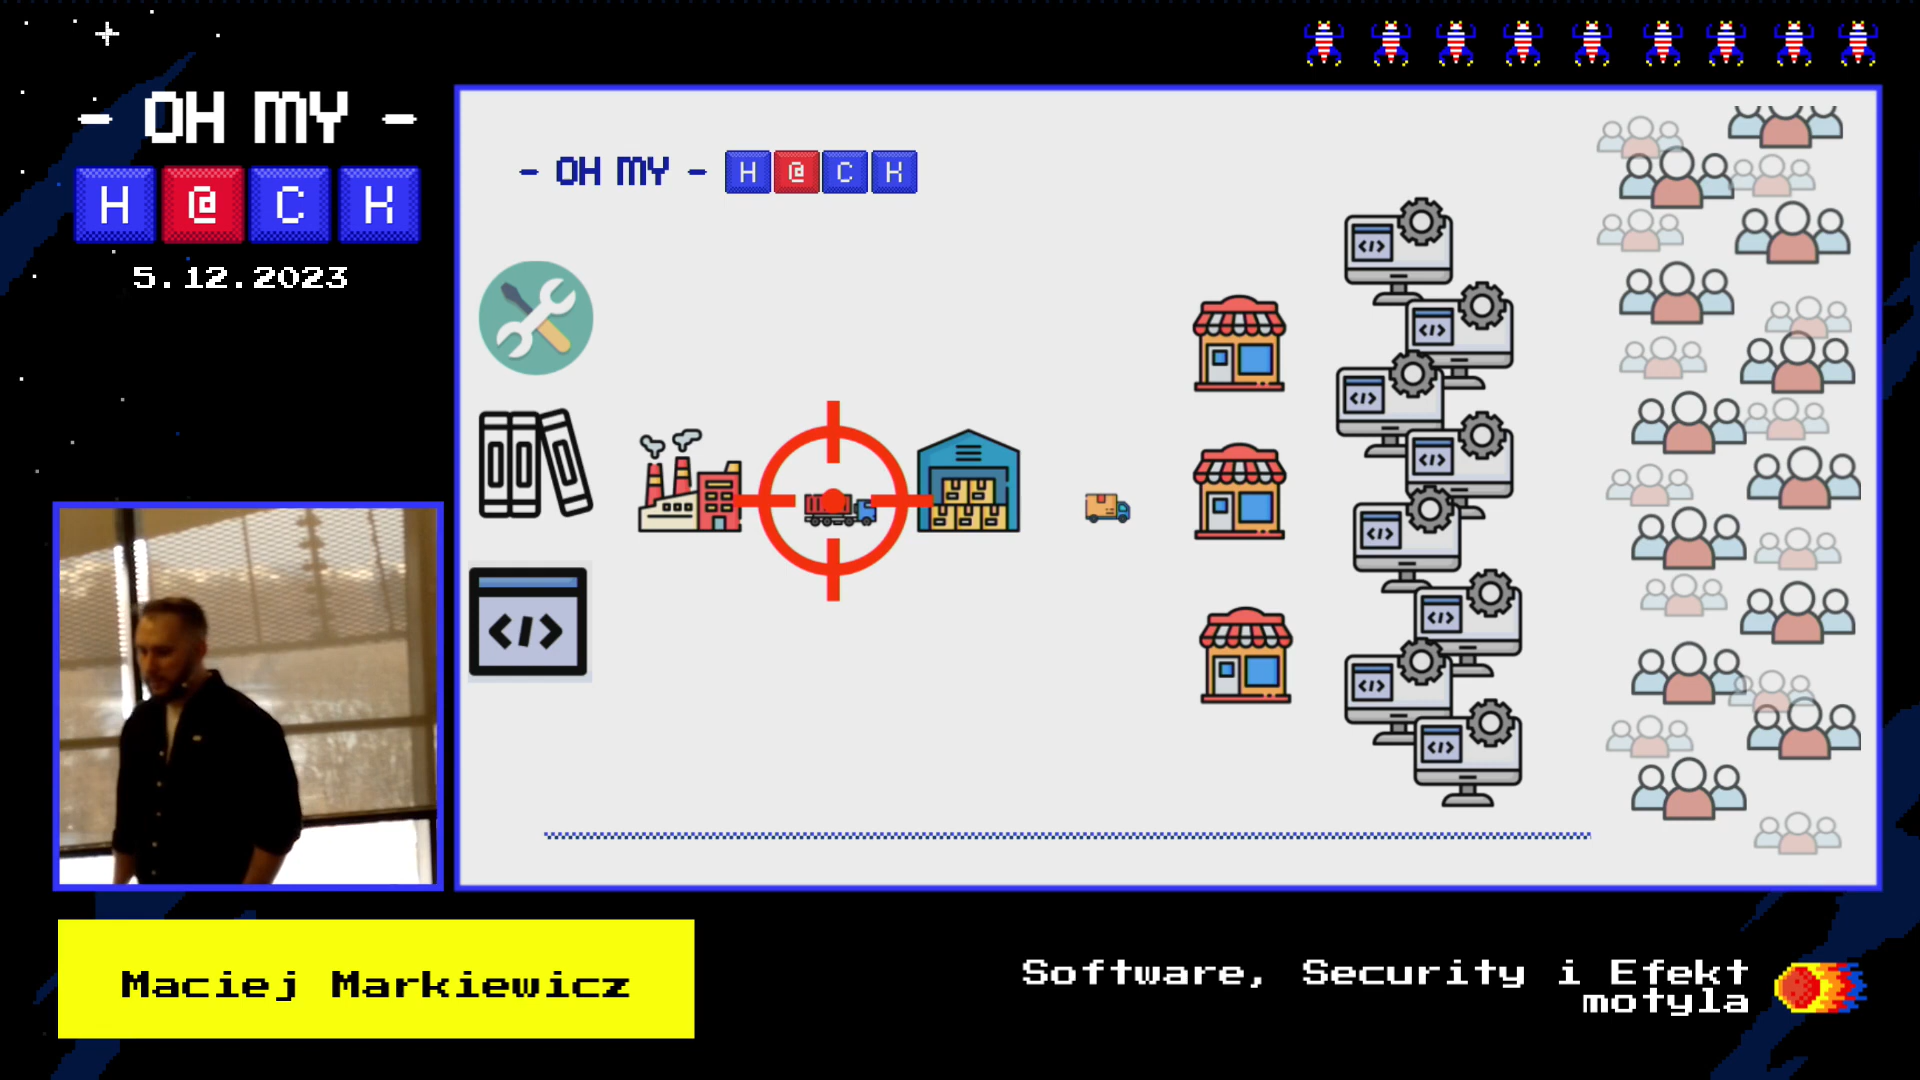 - OH MY -
H @ C K
5.12.2023
- OH MY - H @ C K
</>
</>
</>
</>
</>
</>
</>
</>
</>
Maciej Markiewicz
Software, Security i Efekt
motyla